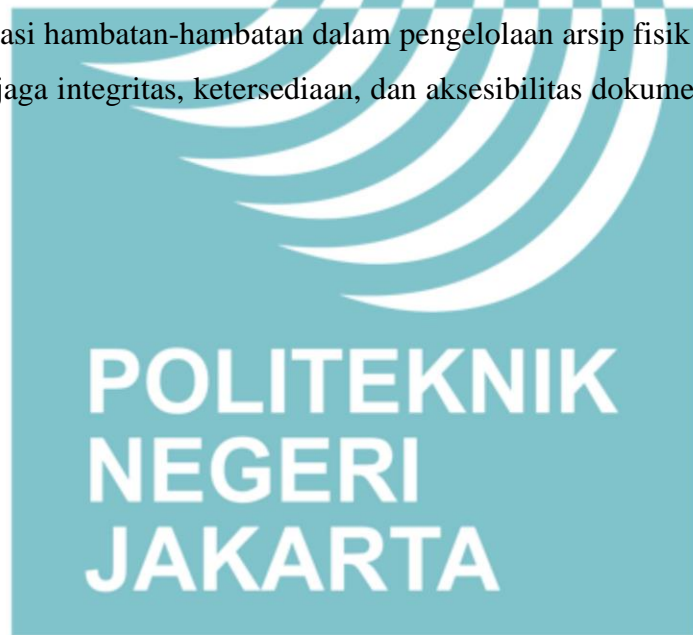 asi hambatan-hambatan dalam pengelolaan arsip fisik
jaga integritas, ketersediaan, dan aksesibilitas dokume
POLITEKNIK
NEGERI
JAKARTA